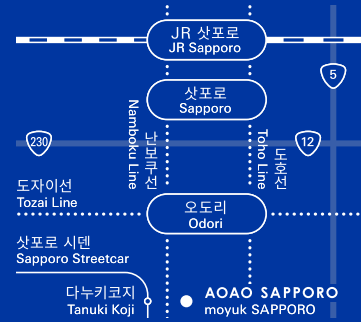 JR 삿포로
JR Sapporo
5
삿포로
Sapporo
Namboku Line
난보쿠선
Toho Line
도호선
230
12
도자이선
Tozai Line
오도리
Odori
삿포로 시덴
Sapporo Streetcar
다누키코지
Tanuki Koji
AOAO SAPPORO
moyuk SAPPORO